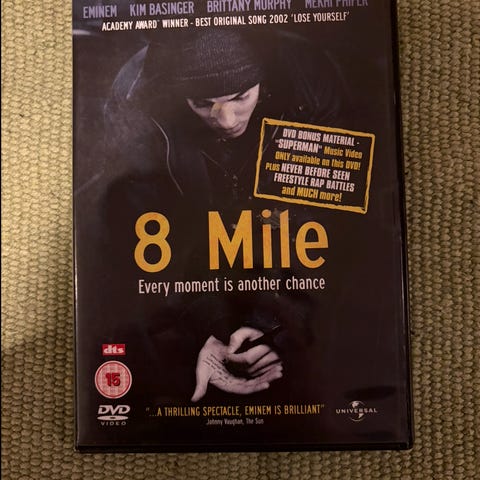 EMINEM KIM BASINGER BRITTANY MURPHY MEKHI PHIFER
ACADEMY AWARD® WINNER - BEST ORIGINAL SONG 2002 'LOSE YOURSELF'
DVD BONUS MATERIAL -
"SUPERMAN" Music Video
ONLY available on this DVD!
PLUS NEVER BEFORE SEEN
FREESTYLE RAP BATTLES
and MUCH more!
8 Mile
Every moment is another chance
dts
15
DVD
VIDEO
"...A THRILLING SPECTACLE, EMINEM IS BRILLIANT"
Johnny Vaughan, The Sun
UNIVERSAL